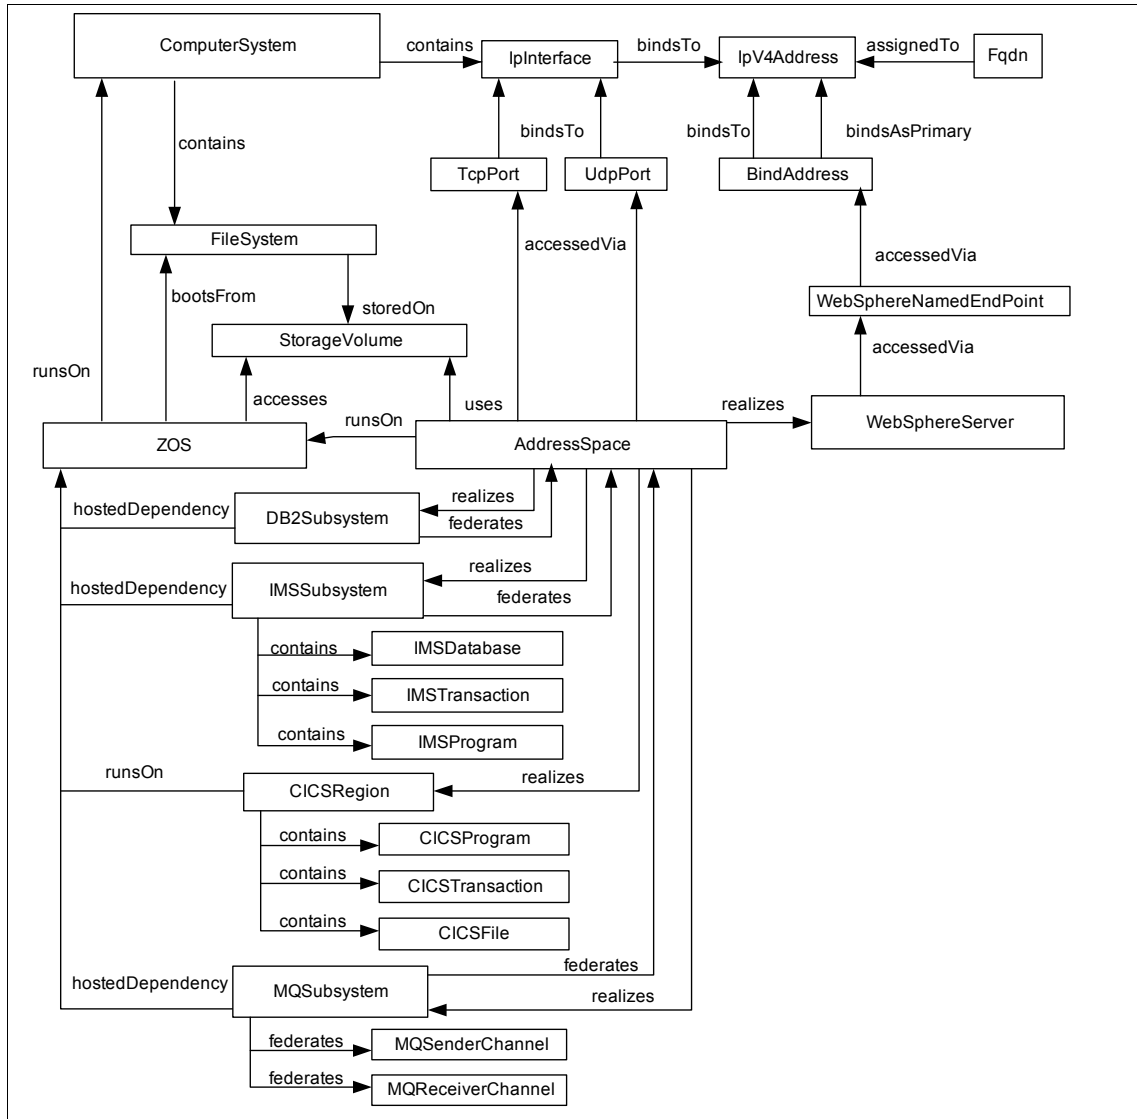 ComputerSystem
contains
IpInterface
bindsTo
IpV4Address
assignedTo
Fqdn
contains
bindsTo
bindsTo
bindsAsPrimary
TcpPort
UdpPort
BindAddress
FileSystem
accessedVia
accessedVia
bootsFrom
storedOn
WebSphereNamedEndPoint
StorageVolume
accessedVia
runsOn
accesses
uses
realizes
runsOn
WebSphereServer
ZOS
AddressSpace
realizes
hostedDependency
DB2Subsystem
federates
realizes
hostedDependency
IMSSubsystem
federates
contains
IMSDatabase
contains
IMSTransaction
contains
IMSProgram
runsOn
realizes
CICSRegion
contains
CICSProgram
contains
CICSTransaction
contains
CICSFile
federates
hostedDependency
MQSubsystem
realizes
federates
MQSenderChannel
federates
MQReceiverChannel